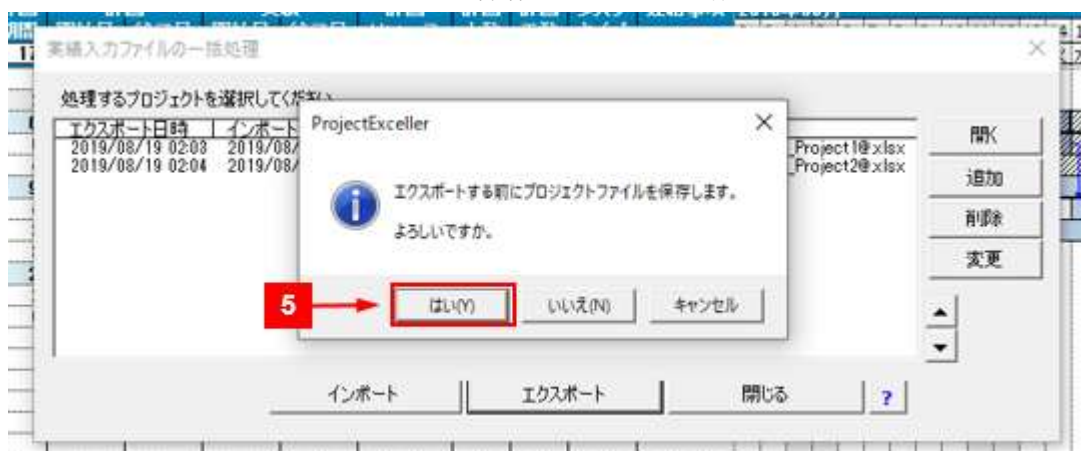 実績入力ファイルの一括処理
処理するプロジェクトを選択してください
エクスポート日時 インポート
2019/08/19 02:03 2019/08/ _Project1@.xlsx
2019/08/19 02:04 2019/08/ _Project2@.xlsx
ProjectExceller
エクスポートする前にプロジェクトファイルを保存します。
よろしいですか。
5
はい(Y) いいえ(N) キャンセル
開く
追加
削除
変更
インポート エクスポート 閉じる ?